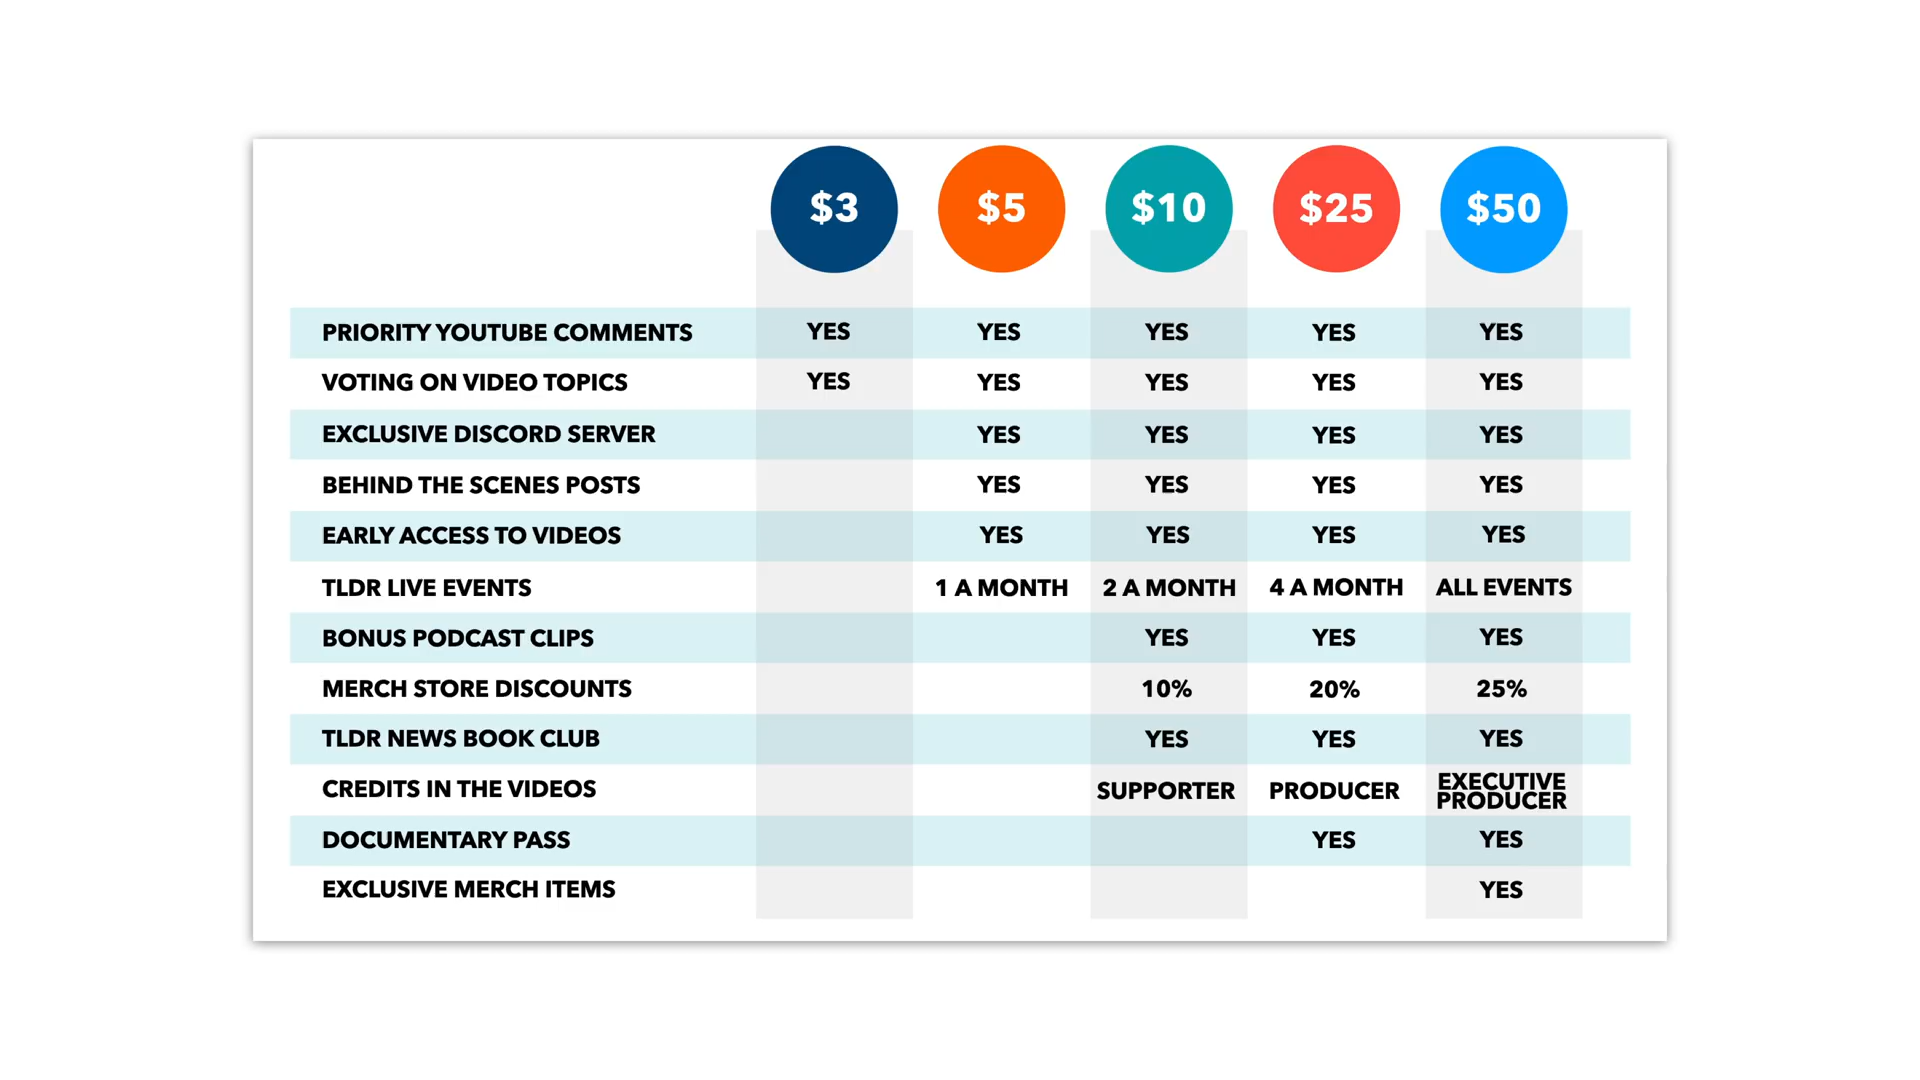 $3 $5 $10 $25 $50
PRIORITY YOUTUBE COMMENTS YES YES YES YES YES
VOTING ON VIDEO TOPICS YES YES YES YES YES
EXCLUSIVE DISCORD SERVER YES YES YES YES
BEHIND THE SCENES POSTS YES YES YES YES
EARLY ACCESS TO VIDEOS YES YES YES YES
TLDR LIVE EVENTS 1 A MONTH 2 A MONTH 4 A MONTH ALL EVENTS
BONUS PODCAST CLIPS YES YES YES
MERCH STORE DISCOUNTS 10% 20% 25%
TLDR NEWS BOOK CLUB YES YES YES
CREDITS IN THE VIDEOS SUPPORTER PRODUCER EXECUTIVE
PRODUCER
DOCUMENTARY PASS YES YES
EXCLUSIVE MERCH ITEMS YES